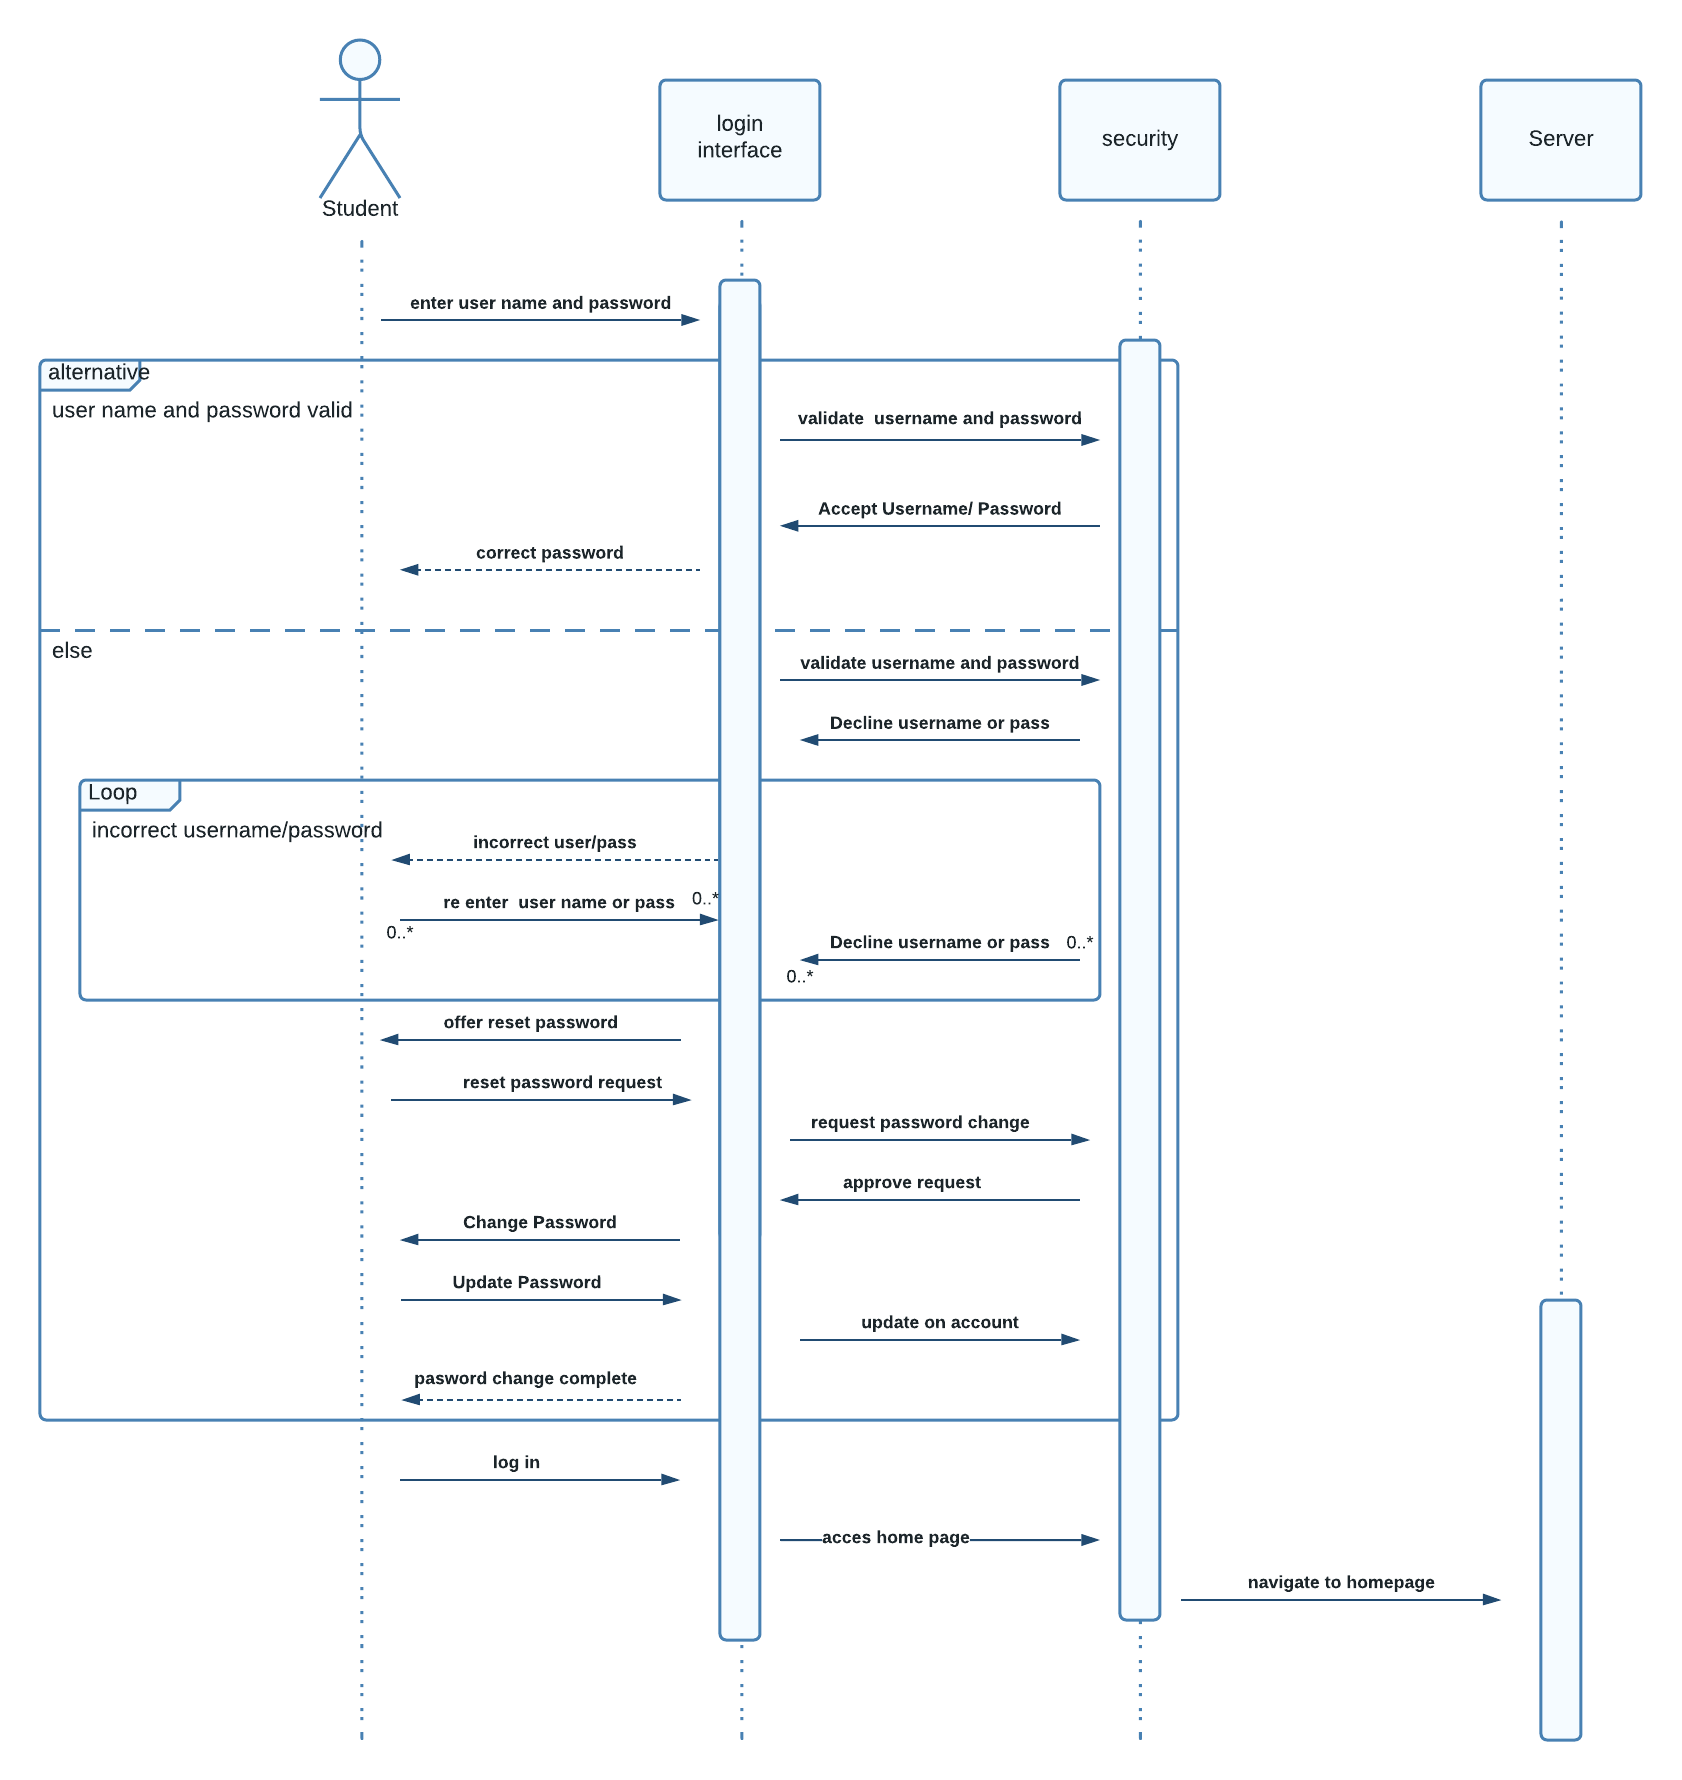 Student
login
interface
security
Server
enter user name and password
alternative
user name and password valid
validate  username and password
Accept Username/ Password
correct password
else
validate username and password
Decline username or pass
Loop
incorrect username/password
incorrect user/pass
re enter  user name or pass
0..*
0..*
Decline username or pass
0..*
0..*
offer reset password
reset password request
request password change
approve request
Change Password
Update Password
update on account
pasword change complete
log in
acces home page
navigate to homepage